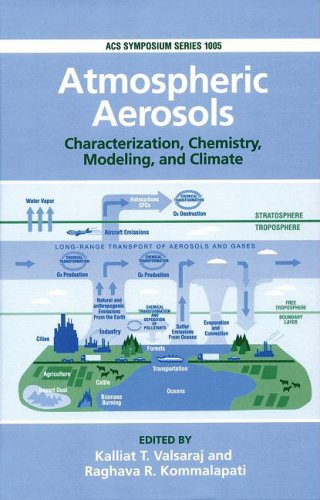 ACS SYMPOSIUM SERIES 1005
Atmospheric
Aerosols
Characterization, Chemistry,
Modeling, and Climate
Water Vapor
Halocarbons
CFCs
CHEMICAL
TRANSFORMATION
O₃ Destruction
Aircraft Emissions
STRATOSPHERE
TROPOSPHERE
LONG-RANGE TRANSPORT OF AEROSOLS AND GASES
CHEMICAL
TRANSFORMATION
O₃ Production
CHEMICAL
TRANSFORMATION
O₃ Production
Natural and
anthropogenic
Emissions
From the Earth
CHEMICAL
TRANSFORMATION AND
DEPOSITION OF
POLLUTANTS
Sulfur
Emissions
From Oceans
Evaporation
and
Convection
FREE
TROPOSPHERE
BOUNDARY
LAYER
Cities
Industry
Forests
Agriculture
Cattle
Transportation
Desert Dust
Biomass
Burning
Oceans
EDITED BY
Kalliat T. Valsaraj and
Raghava R. Kommalapati